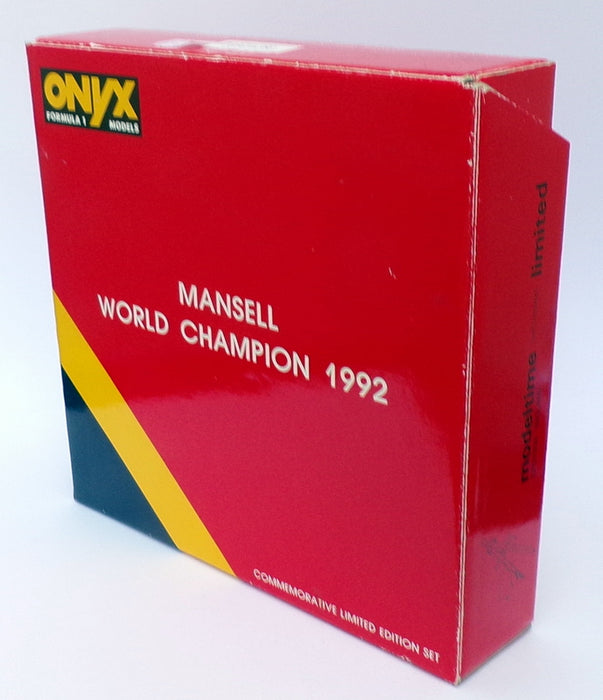 ONYX
FORMULA 1
MODELS
MANSELL
WORLD CHAMPION 1992
COMMEMORATIVE LIMITED EDITION SET
modeltime
limited